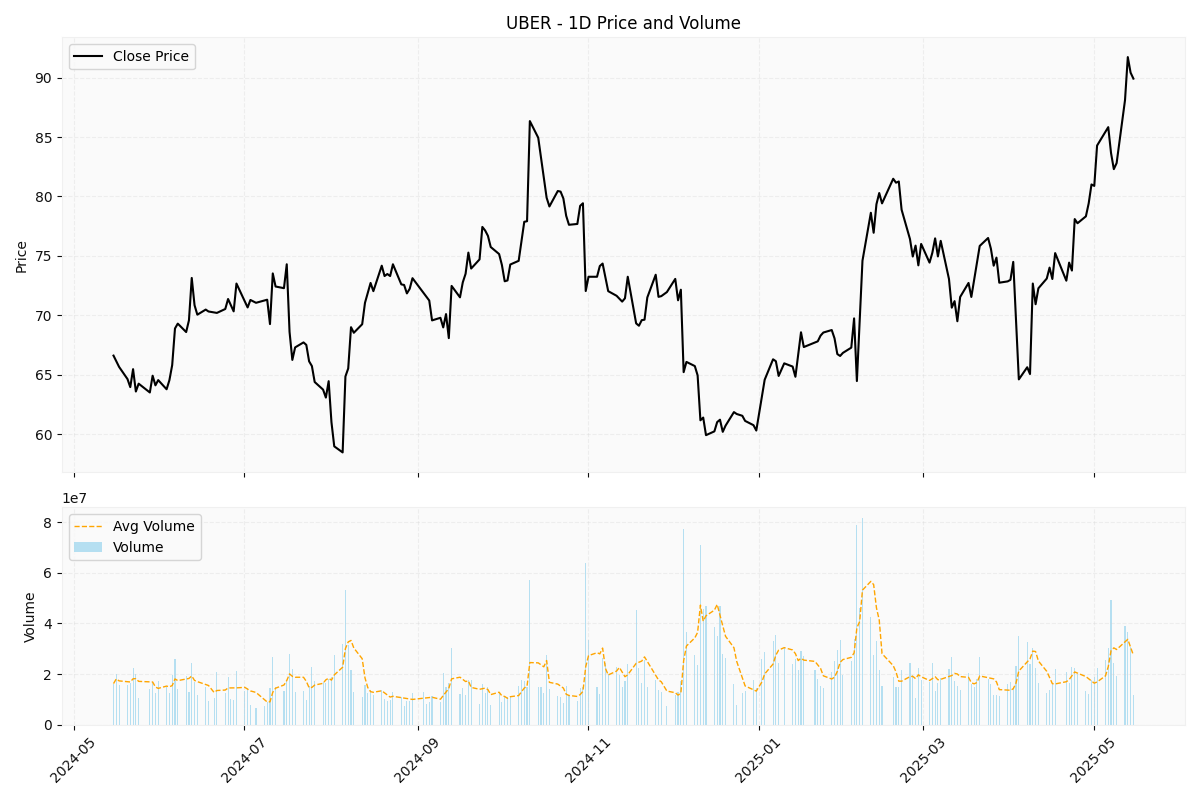 UBER - 1D Price and Volume
Close Price
Price
90
85
80
75
70
65
60
1e7
Avg Volume
Volume
Volume
8
6
4
2
0
2024-05
2024-07
2024-09
2024-11
2025-01
2025-03
2025-05